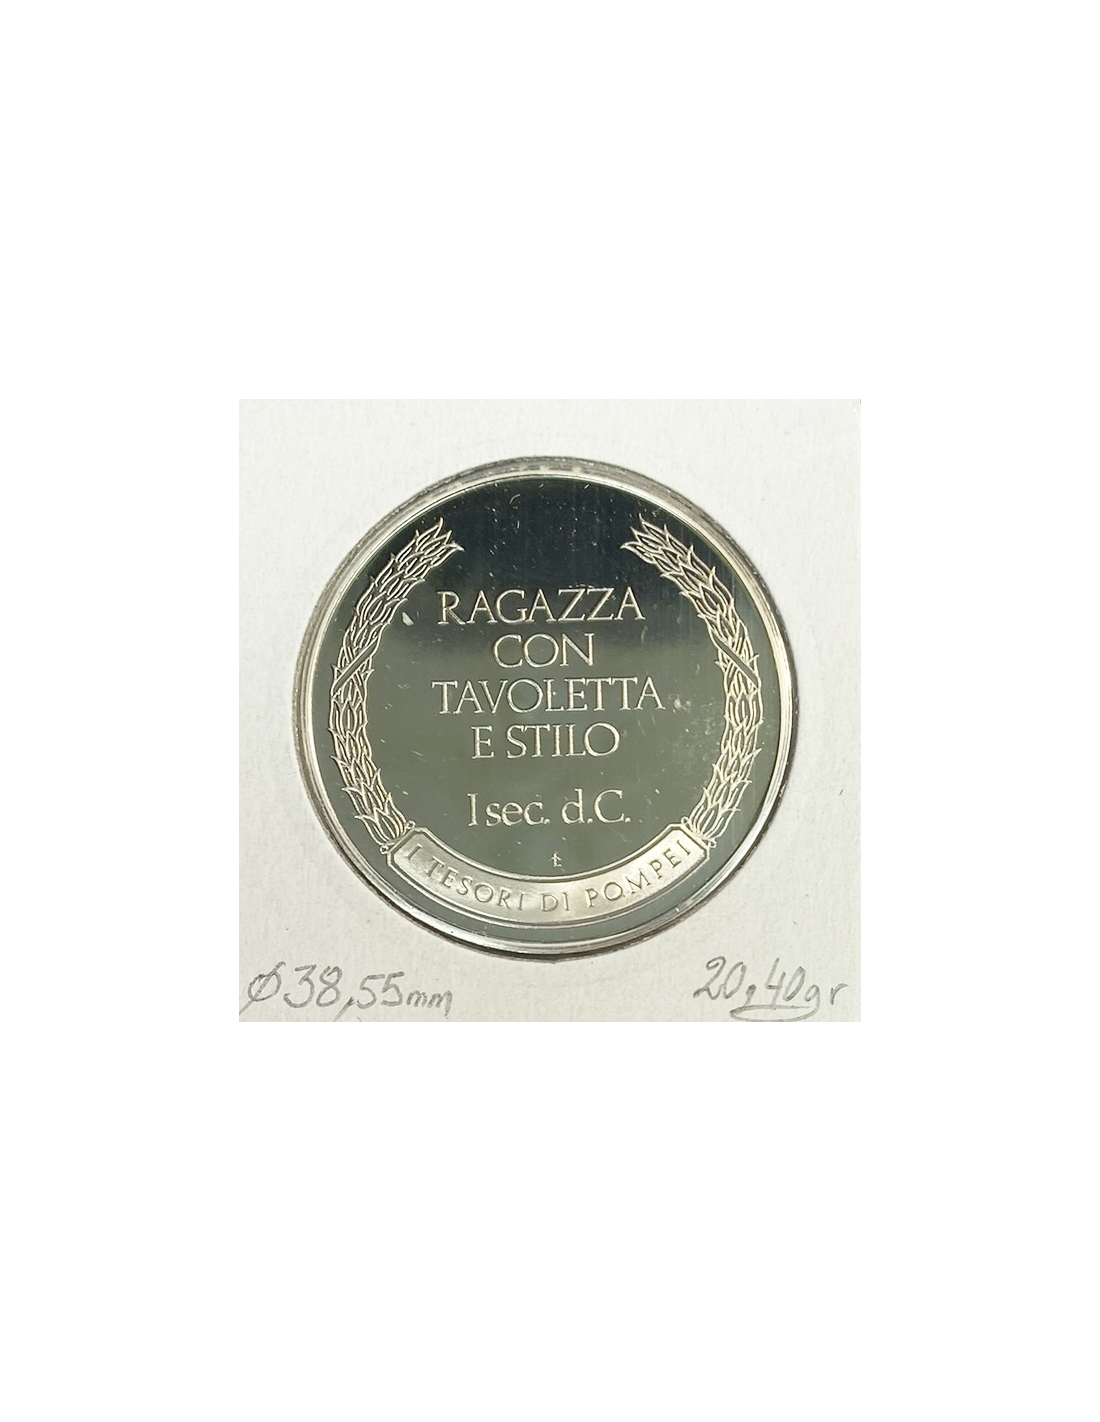 RAGAZZA
CON
TAVOLETTA
E STILO
I sec. d.C.
I TESORI DI POMPEI
Ø38,55mm
20,40gr